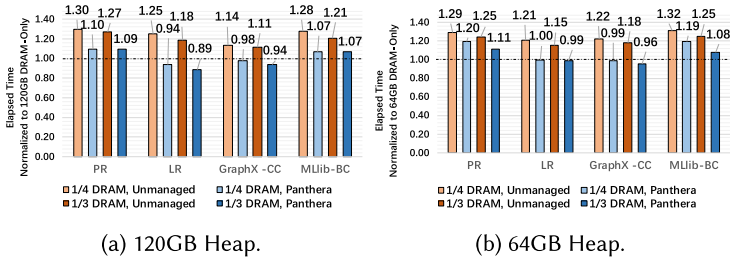 1.30 1.27 1.25 1.18 1.14 1.11 1.28 1.21
1.10 1.09 0.94 0.89 0.98 0.94 1.07 1.07
1.40
1.20
1.00
0.80
0.60
0.40
0.20
0.00
Elapsed Time
Normalized to 120GB DRAM-Only
PR LR GraphX -CC MLlib-BC
1/4 DRAM, Unmanaged 1/4 DRAM, Panthera
1/3 DRAM, Unmanaged 1/3 DRAM, Panthera
(a) 120GB Heap.
1.29 1.25 1.21 1.15 1.22 1.18 1.32 1.25
1.20 1.11 1.00 0.99 0.99 0.96 1.19 1.08
1.40
1.20
1.00
0.80
0.60
0.40
0.20
0.00
Elapsed Time
Normalized to 64GB DRAM-Only
PR LR GraphX -CC MLlib-BC
1/4 DRAM, Unmanaged 1/4 DRAM, Panthera
1/3 DRAM, Unmanaged 1/3 DRAM, Panthera
(b) 64GB Heap.